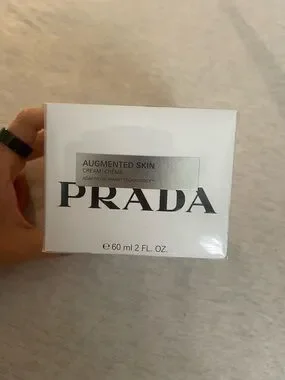 AUGMENTED SKIN
CREAM | CRÈME
PRADA
℮ 60 ml 2 FL. OZ.